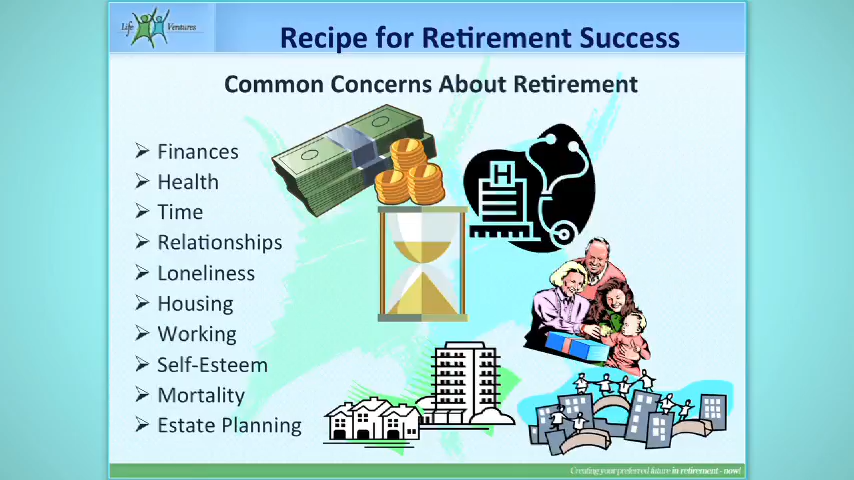 Life Ventures
Recipe for Retirement Success
Common Concerns About Retirement
Finances
Health
Time
Relationships
Loneliness
Housing
Working
Self-Esteem
Mortality
Estate Planning
H
Creating your preferred future in retirement - now!